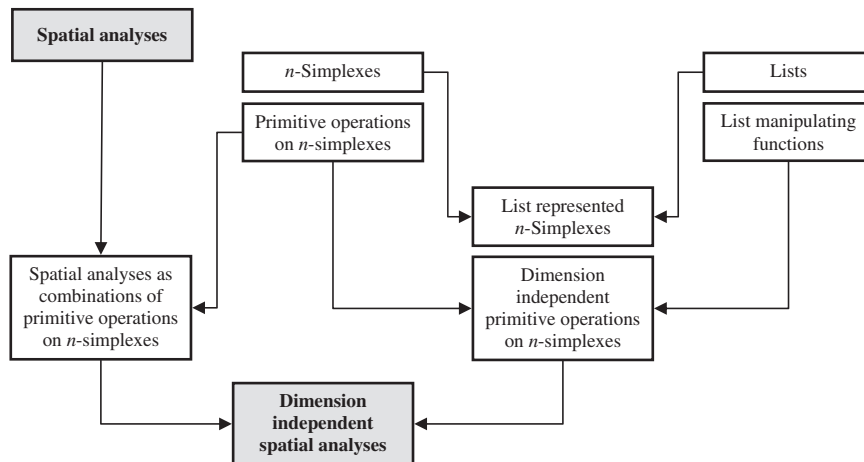 Spatial analyses
n-Simplexes
Lists
Primitive operations
on n-simplexes
List manipulating
functions
List represented
n-Simplexes
Spatial analyses as
combinations of
primitive operations
on n-simplexes
Dimension
independent
primitive operations
on n-simplexes
Dimension
independent
spatial analyses